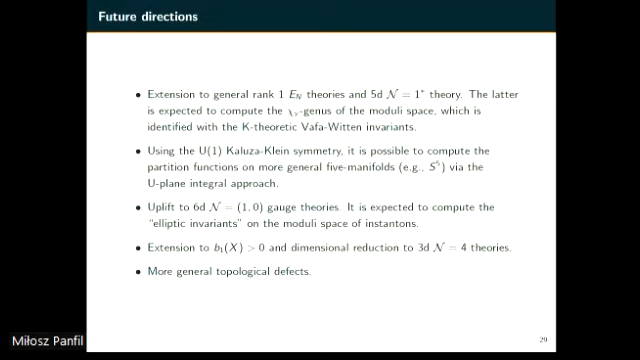 Future directions
• Extension to general rank 1 E_N theories and 5d 𝒩 = 1* theory. The latter
is expected to compute the χ_y-genus of the moduli space, which is
identified with the K-theoretic Vafa-Witten invariants.
• Using the U(1) Kaluza-Klein symmetry, it is possible to compute the
partition functions on more general five-manifolds (e.g., S⁵) via the
U-plane integral approach.
• Uplift to 6d 𝒩 = (1, 0) gauge theories. It is expected to compute the
"elliptic invariants" on the moduli space of instantons.
• Extension to b₁(X) > 0 and dimensional reduction to 3d 𝒩 = 4 theories.
• More general topological defects.
Miłosz Panfil
29